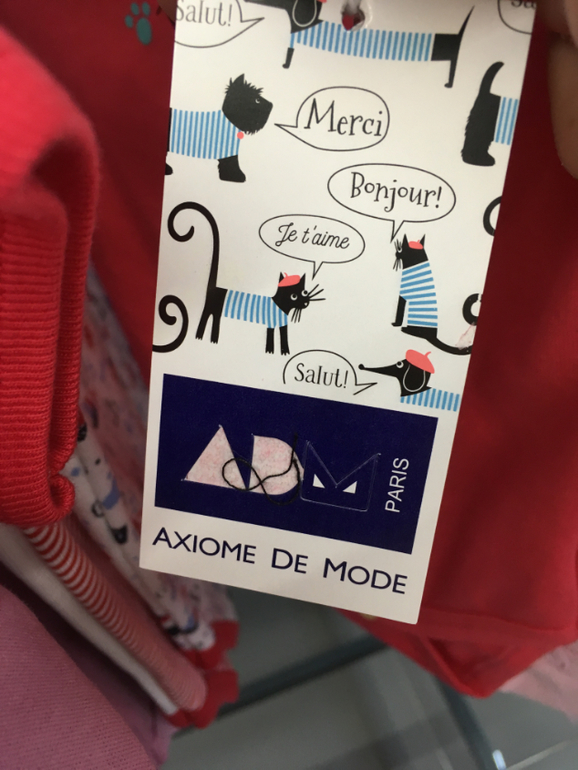 Salut!
Merci
Bonjour!
Je t'aime
Salut!
ADM
PARIS
AXIOME DE MODE